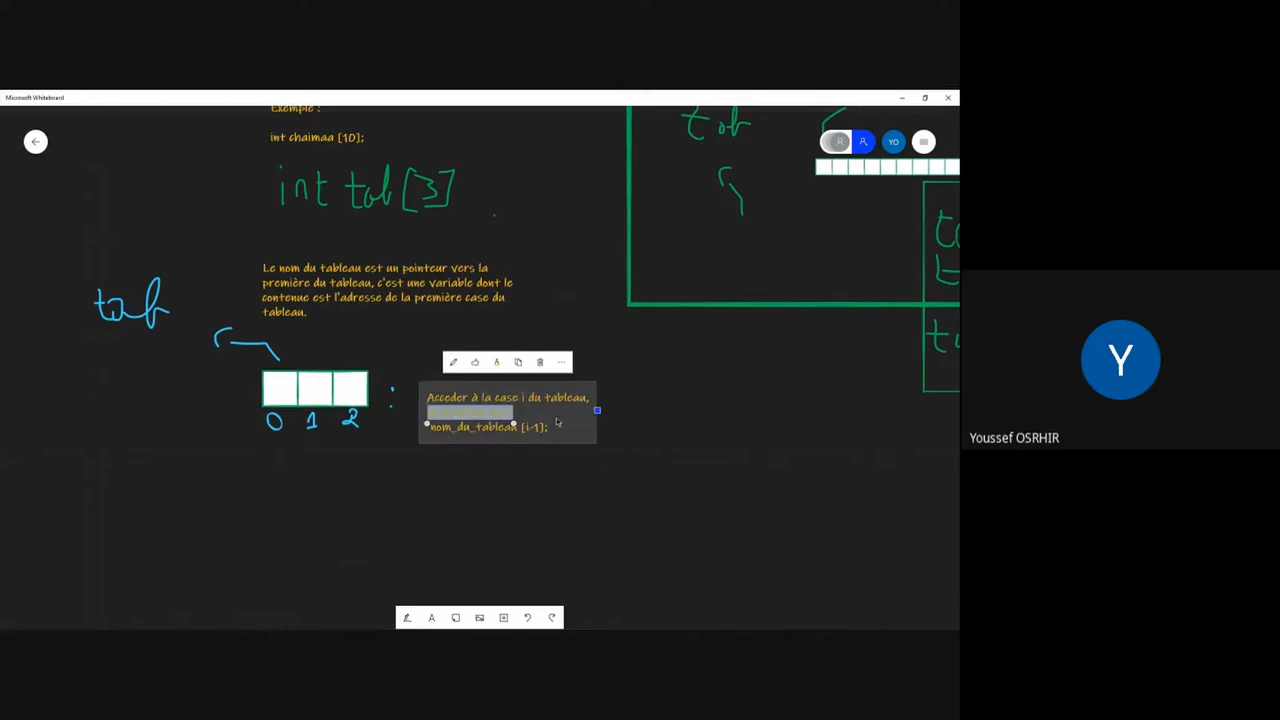 Microsoft Whiteboard
Exemple :
int chaimaa [10];
int tab[3]
Le nom du tableau est un pointeur vers la
première du tableau, c'est une variable dont le
contenue est l'adresse de la première case du
tableau.
tab
0 1 2
:
Acceder à la case i du tableau,
nom_du_tableau [i-1];
tab
YO
Y
Youssef OSRHIR